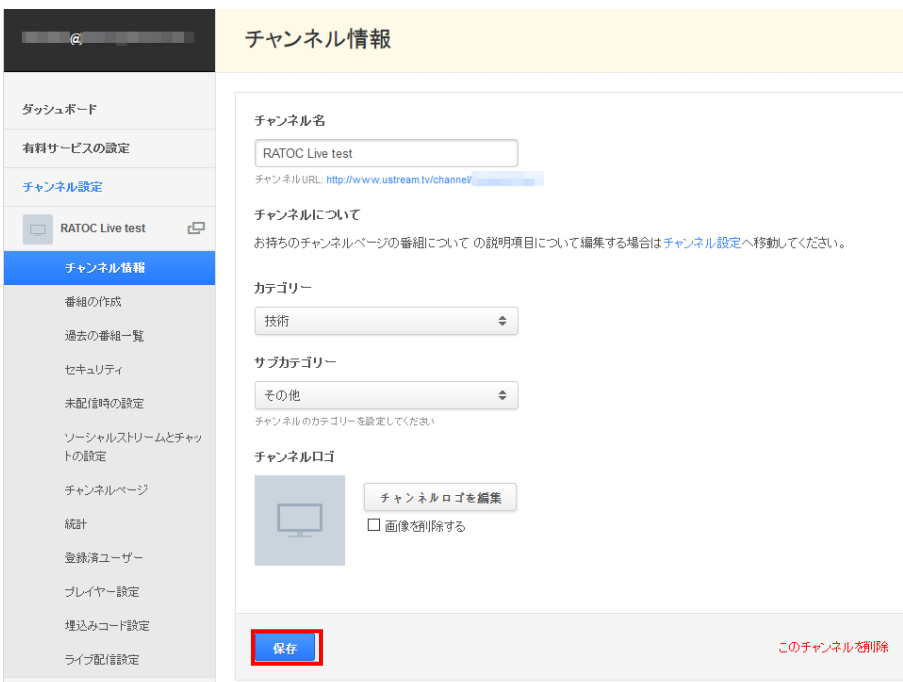 @
チャンネル情報
ダッシュボード
有料サービスの設定
チャンネル設定
RATOC Live test
チャンネル情報
番組の作成
過去の番組一覧
セキュリティ
未配信時の設定
ソーシャルストリームとチャッ
トの設定
チャンネルページ
統計
登録済ユーザー
プレイヤー設定
埋込みコード設定
ライブ配信設定
チャンネル名
RATOC Live test
チャンネルURL: http://www.ustream.tv/channel/
チャンネルについて
お持ちのチャンネルページの番組について の説明項目について編集する場合はチャンネル設定へ移動してください。
カテゴリー
技術
サブカテゴリー
その他
チャンネルのカテゴリーを設定してください
チャンネルロゴ
チャンネルロゴを編集
画像を削除する
保存
このチャンネルを削除